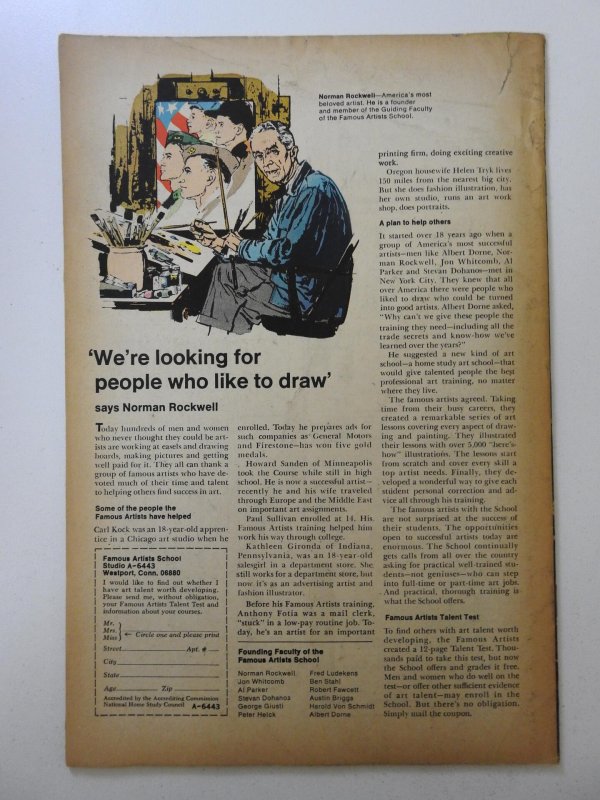 Norman Rockwell—America's most
beloved artist. He is a founder
and member of the Guiding Faculty
of the Famous Artists School.
'We're looking for
people who like to draw'
says Norman Rockwell
Today hundreds of men and women
who never thought they could be art-
ists are working at easels and drawing
boards, making pictures and getting
well paid for it. They all can thank a
group of famous artists who have de-
voted much of their time and talent
to helping others find success in art.
Some of the people the
Famous Artists have helped
Carl Kock was an 18-year-old appren-
tice in a Chicago art studio when he
enrolled. Today he prepares ads for
such companies as General Motors
and Firestone—has won five gold
medals.
Howard Sanden of Minneapolis
took the Course while still in high
school. He is now a successful artist—
recently he and his wife traveled
through Europe and the Middle East
on important art assignments.
Paul Sullivan enrolled at 14. His
Famous Artists training helped him
work his way through college.
Kathleen Gironda of Indiana,
Pennsylvania, was an 18-year-old
salesgirl in a department store. She
still works for a department store, but
now it's as an advertising artist and
fashion illustrator.
Before his Famous Artists training,
Anthony Fotia was a mail clerk,
"stuck" in a low-pay routine job. To-
day, he's an artist for an important
printing firm, doing exciting creative
work.
Oregon housewife Helen Tryk lives
150 miles from the nearest big city.
But she does fashion illustration, has
her own studio, runs an art work
shop, does portraits.
A plan to help others
It started over 18 years ago when a
group of America's most successful
artists—men like Albert Dorne, Nor-
man Rockwell, Jon Whitcomb, Al
Parker and Stevan Dohanos—met in
New York City. They knew that all
over America there were people who
liked to draw who could be turned
into good artists. Albert Dorne asked,
"Why can't we give these people the
training they need—including all the
trade secrets and know-how we've
learned over the years?"
He suggested a new kind of art
school—a home study art school—that
would give talented people the best
professional art training, no matter
where they live.
The famous artists agreed. Taking
time from their busy careers, they
created a remarkable series of art
lessons covering every aspect of draw-
ing and painting. They illustrated
their lessons with over 5,000 "here's-
how" illustrations. The lessons start
from scratch and cover every skill a
top artist needs. Finally, they de-
veloped a wonderful way to give each
student personal correction and ad-
vice all through his training.
The famous artists with the School
are not surprised at the success of
their students. The opportunities
open to successful artists today are
enormous. The School continually
gets calls from all over the country
asking for practical well-trained stu-
dents—not geniuses—who can step
into full-time or part-time art jobs.
And practical, thorough training is
what the School offers.
Famous Artists Talent Test
To find others with art talent worth
developing, the Famous Artists
created a 12-page Talent Test. Thou-
sands paid to take this test, but now
the School offers and grades it free.
Men and women who do well on the
test—or offer other sufficient evidence
of art talent—may enroll in the
School. But there's no obligation.
Simply mail the coupon.
Famous Artists School
Studio A-6443
Westport, Conn. 06880
I would like to find out whether I
have art talent worth developing.
Please send me, without obligation,
your Famous Artists Talent Test and
information about your courses.
Mr.
Mrs. ← Circle one and please print
Miss
Street Apt. #
City
State
Age Zip
Accredited by the Accrediting Commission
National Home Study Council A-6443
Founding Faculty of the
Famous Artists School
Norman Rockwell Fred Ludekens
Jon Whitcomb Ben Stahl
Al Parker Robert Fawcett
Stevan Dohanos Austin Briggs
George Giusti Harold Von Schmidt
Peter Helck Albert Dorne